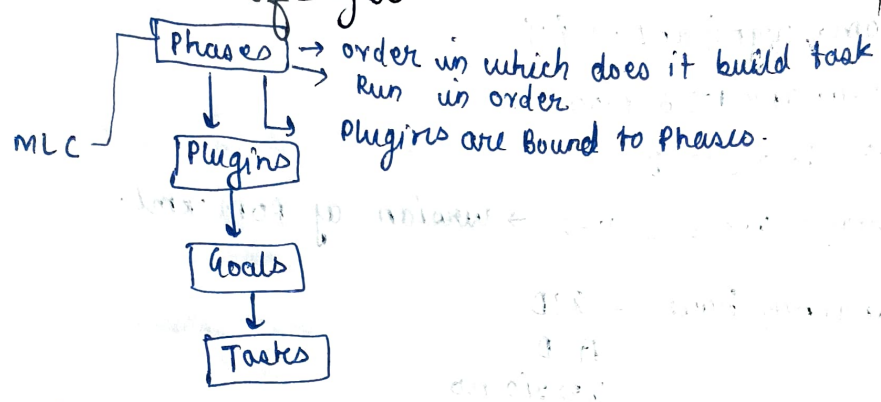 Phases → order in which does it build task
→ Run in order
MLC
Plugins are Bound to Phases.
Plugins
Goals
Tasks